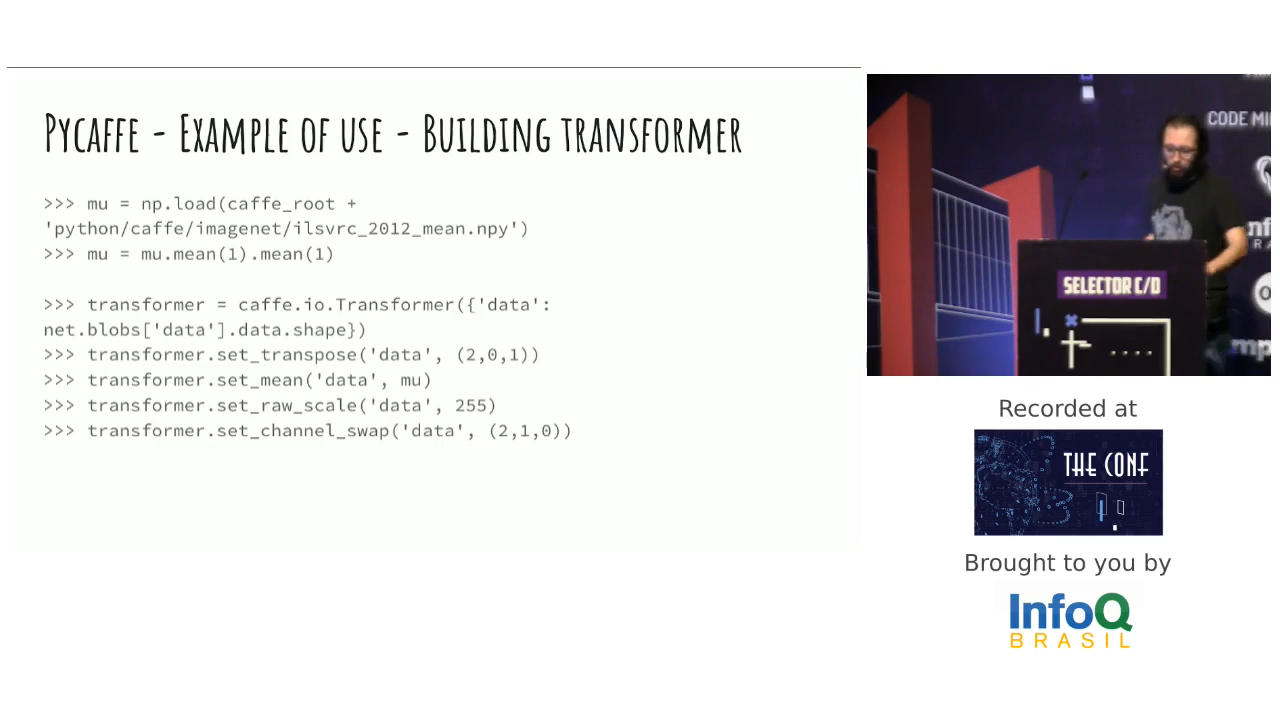 Pycaffe - Example of use - Building transformer
>>> mu = np.load(caffe_root +
'python/caffe/imagenet/ilsvrc_2012_mean.npy')
>>> mu = mu.mean(1).mean(1)
>>> transformer = caffe.io.Transformer({'data':
net.blobs['data'].data.shape})
>>> transformer.set_transpose('data', (2,0,1))
>>> transformer.set_mean('data', mu)
>>> transformer.set_raw_scale('data', 255)
>>> transformer.set_channel_swap('data', (2,1,0))
CODE MI
SELECTOR C/D
Recorded at
THE CONF
Brought to you by
InfoQ
BRASIL